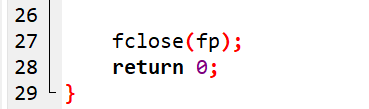 26
27 fclose(fp);
28 return 0;
29 }